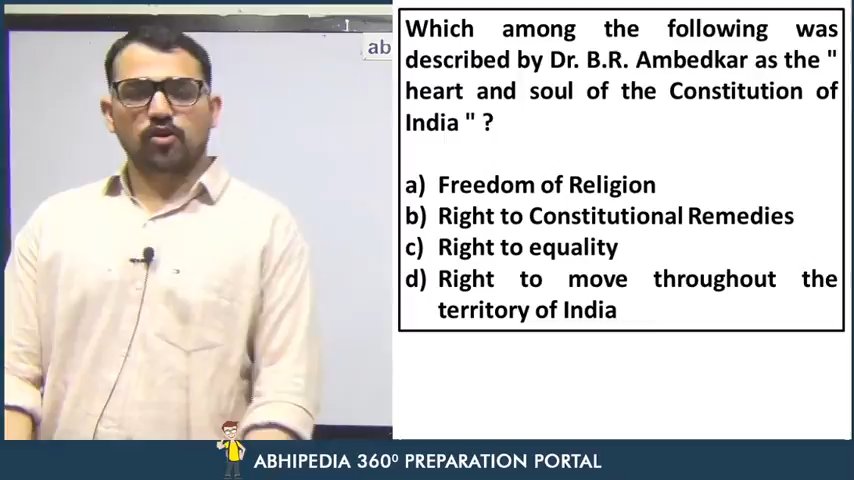 ab
Which among the following was
described by Dr. B.R. Ambedkar as the "
heart and soul of the Constitution of
India " ?
a) Freedom of Religion
b) Right to Constitutional Remedies
c) Right to equality
d) Right to move throughout the
territory of India
ABHIPEDIA 360⁰ PREPARATION PORTAL